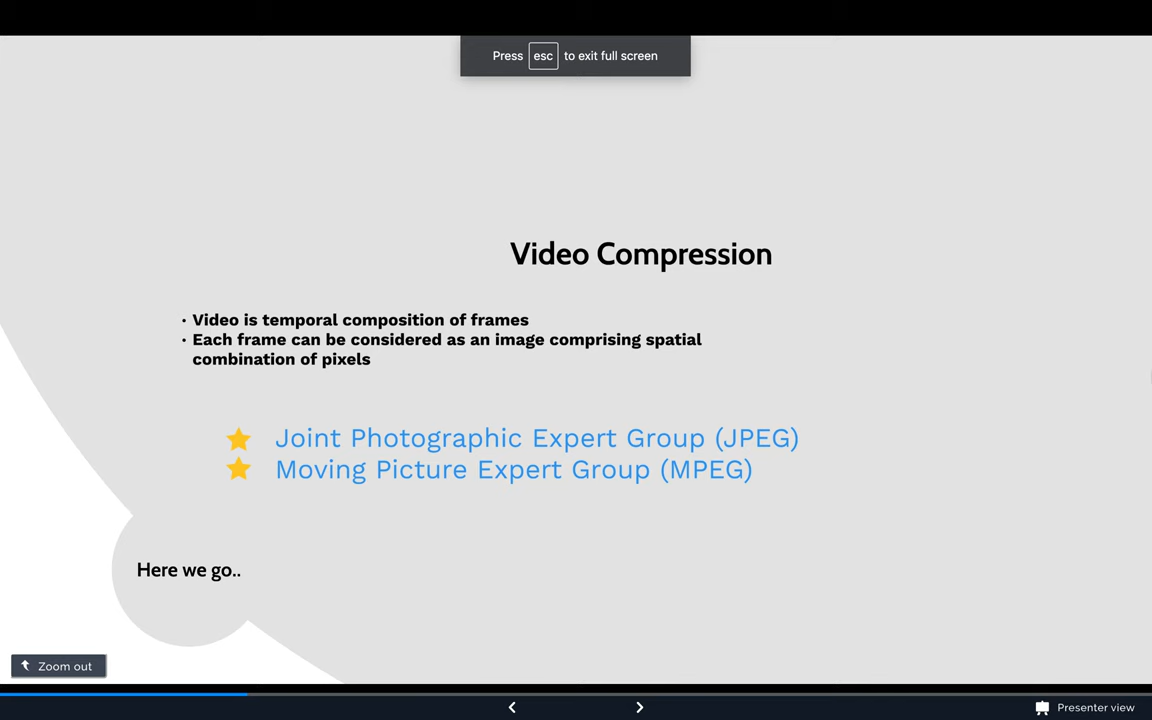 Press esc to exit full screen
Video Compression
• Video is temporal composition of frames
• Each frame can be considered as an image comprising spatial
combination of pixels
Joint Photographic Expert Group (JPEG)
Moving Picture Expert Group (MPEG)
Here we go..
Zoom out
Presenter view